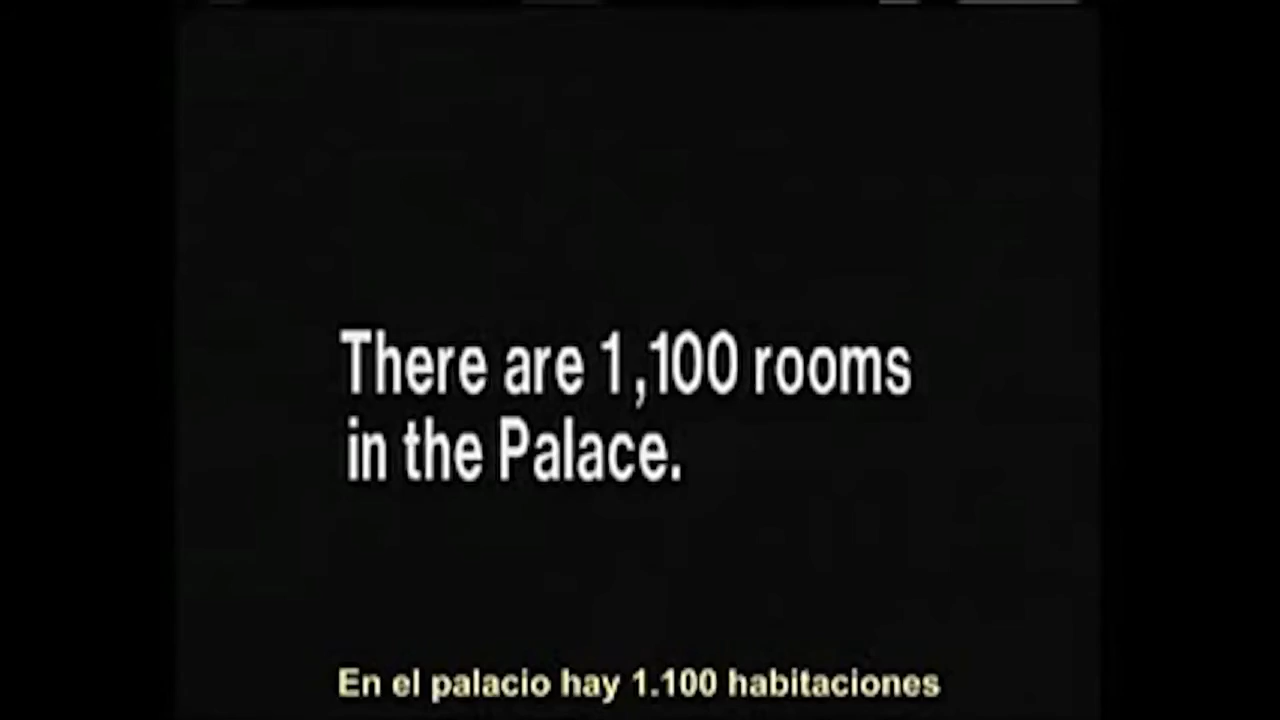 There are 1,100 rooms
in the Palace.
En el palacio hay 1.100 habitaciones